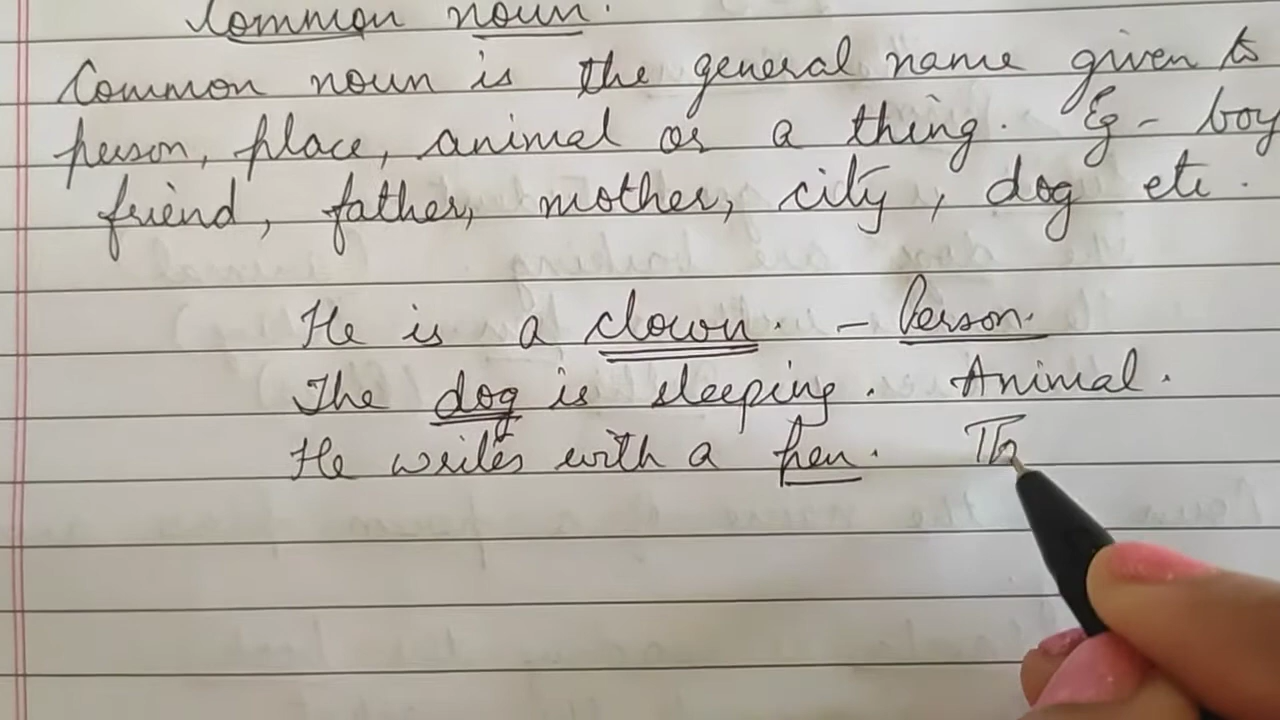 Common noun.
Common noun is the general name given to
person, place, animal or a thing. Eg - boy
friend, father, mother, city, dog etc.
He is a clown. - Person.
The dog is sleeping. Animal.
He writes with a pen. Th